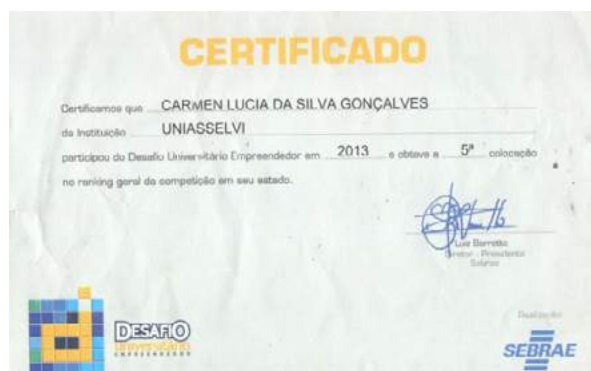 CERTIFICADO
Certificamos que CARMEN LUCIA DA SILVA GONÇALVES
da Instituição UNIASSELVI
participou do Desafio Universitário Empreendedor em 2013 e obteve a 5ª colocação
no ranking geral da competição em seu estado.
Luiz Barretto
Diretor - Presidente
Sebrae
Realização
DESAFIO
universitário
EMPREENDEDOR
SEBRAE